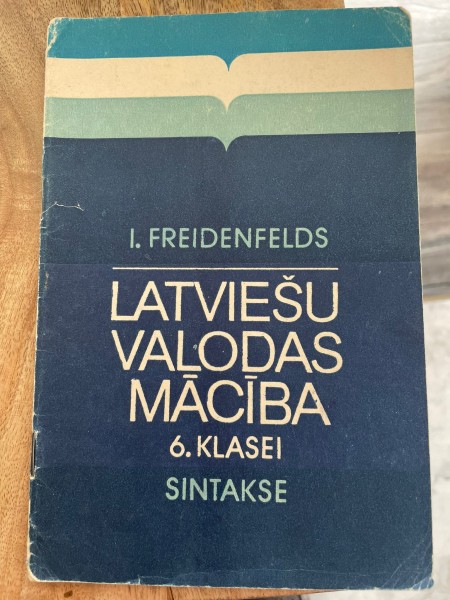 I. FREIDENFELDS
LATVIEŠU
VALODAS
MĀCĪBA
6. KLASEI
SINTAKSE